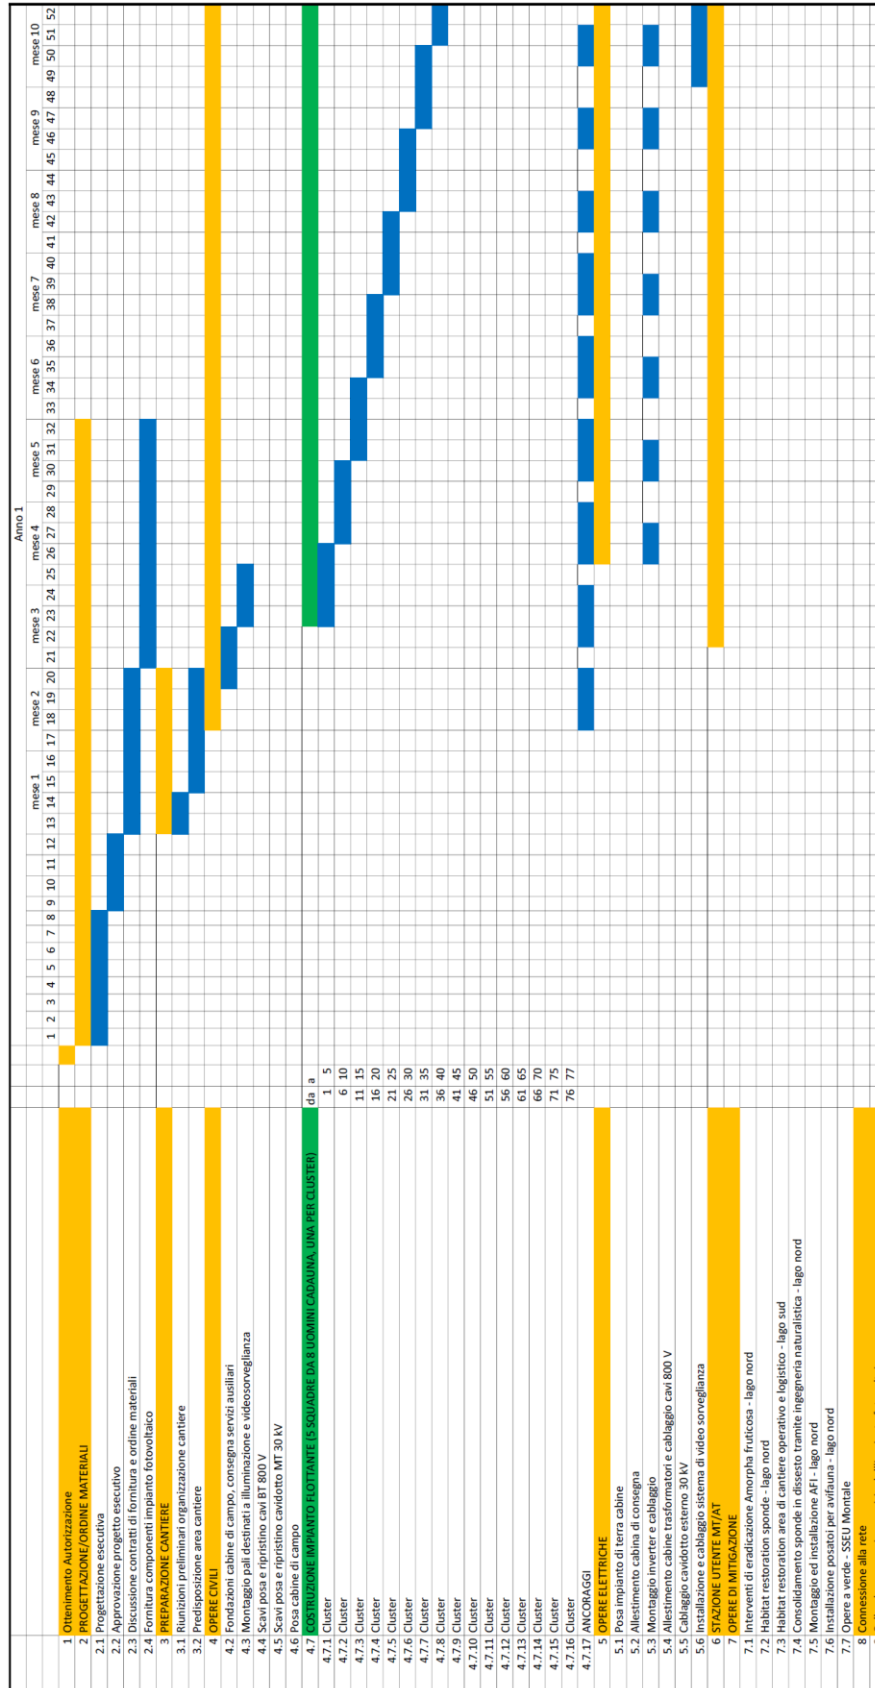 Anno 1
mese 1 mese 2 mese 3 mese 4 mese 5 mese 6 mese 7 mese 8 mese 9 mese 10
1 2 3 4 5 6 7 8 9 10 11 12 13 14 15 16 17 18 19 20 21 22 23 24 25 26 27 28 29 30 31 32 33 34 35 36 37 38 39 40 41 42 43 44 45 46 47 48 49 50 51 52
1 Ottenimento Autorizzazione
2 PROGETTAZIONE/ORDINE MATERIALI
2.1 Progettazione esecutiva
2.2 Approvazione progetto esecutivo
2.3 Discussione contratti di fornitura e ordine materiali
2.4 Fornitura componenti impianto fotovoltaico
3 PREPARAZIONE CANTIERE
3.1 Riunizioni preliminari organizzazione cantiere
3.2 Predisposizione area cantiere
4 OPERE CIVILI
4.2 Fondazioni cabine di campo, consegna servizi ausiliari
4.3 Montaggio pali destinati a illuminazione e videosorveglianza
4.4 Scavi posa e ripristino cavi BT 800 V
4.5 Scavi posa e ripristino cavidotto MT 30 kV
4.6 Posa cabine di campo
4.7 COSTRUZIONE IMPIANTO FLOTTANTE (5 SQUADRE DA 8 UOMINI CADAUNA, UNA PER CLUSTER) da a
4.7.1 Cluster 1 5
4.7.2 Cluster 6 10
4.7.3 Cluster 11 15
4.7.4 Cluster 16 20
4.7.5 Cluster 21 25
4.7.6 Cluster 26 30
4.7.7 Cluster 31 35
4.7.8 Cluster 36 40
4.7.9 Cluster 41 45
4.7.10 Cluster 46 50
4.7.11 Cluster 51 55
4.7.12 Cluster 56 60
4.7.13 Cluster 61 65
4.7.14 Cluster 66 70
4.7.15 Cluster 71 75
4.7.16 Cluster 76 77
4.7.17 ANCORAGGI
5 OPERE ELETTRICHE
5.1 Posa impianto di terra cabine
5.2 Allestimento cabina di consegna
5.3 Montaggio inverter e cablaggio
5.4 Allestimento cabine trasformatori e cablaggio cavi 800 V
5.5 Cablaggio cavidotto esterno 30 kV
5.6 Installazione e cablaggio sistema di video sorveglianza
6 STAZIONE UTENTE MT/AT
7 OPERE DI MITIGAZIONE
7.1 Interventi di eradicazione Amorpha fruticosa - lago nord
7.2 Habitat restoration sponde - lago nord
7.3 Habitat restoration area di cantiere operativo e logistico - lago sud
7.4 Consolidamento sponde in dissesto tramite ingegneria naturalistica - lago nord
7.5 Montaggio ed installazione AFI - lago nord
7.6 Installazione posatoi per avifauna - lago nord
7.7 Opere a verde - SSEU Montale
8 Connessione alla rete